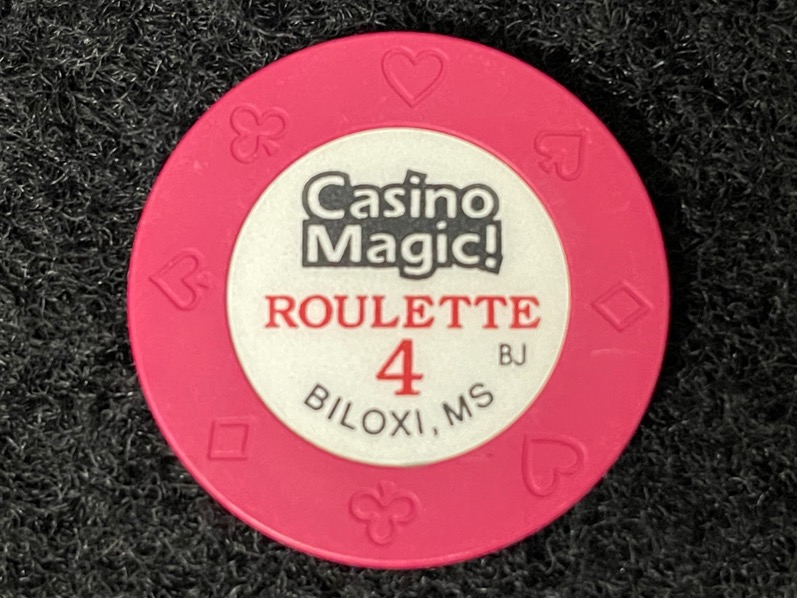 Casino
Magic!
ROULETTE
4
BJ
BILOXI, MS